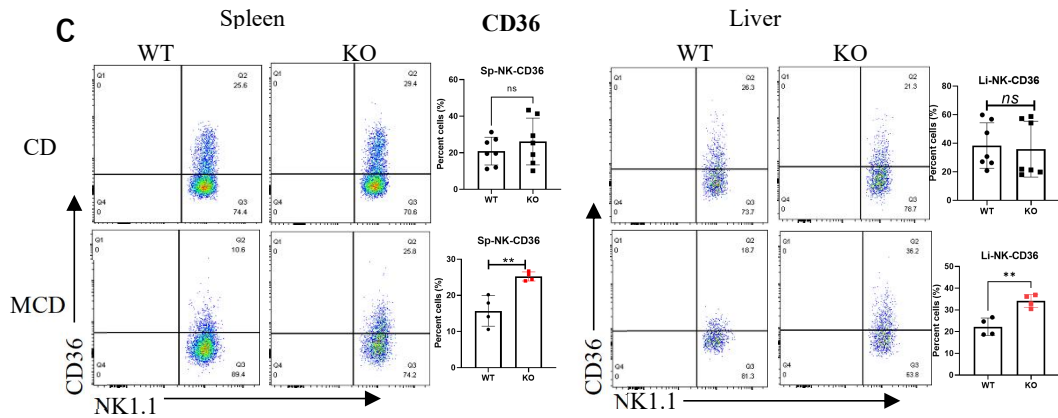 C
Spleen
CD36
Liver
WT
KO
WT
KO
CD
Q1
0
Q2
25.6
Q4
0
Q3
74.4
Q1
0
Q2
29.4
Q4
0
Q3
70.6
Sp-NK-CD36
Percent cells (%)
60
40
20
0
ns
WT
KO
Q1
0
Q2
26.3
Q4
0
Q3
73.7
Q1
0
Q2
21.3
Q4
0
Q3
78.7
Li-NK-CD36
Percent cells (%)
80
60
40
20
0
ns
WT
KO
MCD
Q1
0
Q2
10.6
Q4
0
Q3
89.4
Q1
0
Q2
25.8
Q4
0
Q3
74.2
Sp-NK-CD36
Percent cells (%)
30
20
10
0
**
WT
KO
Q1
0
Q2
18.7
Q4
0
Q3
81.3
Q1
0
Q2
36.2
Q4
0
Q3
63.8
Li-NK-CD36
Percent cells (%)
50
40
30
20
10
0
**
WT
KO
CD36
NK1.1
CD36
NK1.1